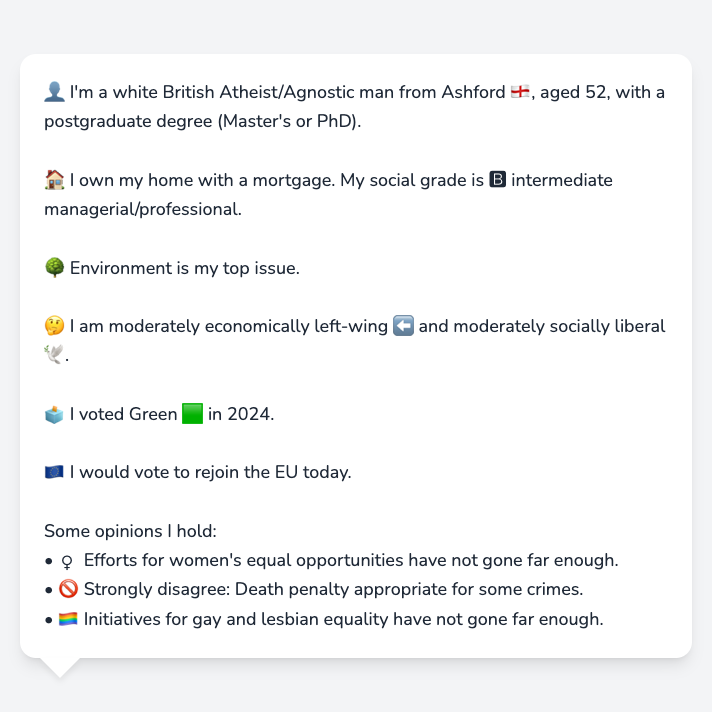 👤 I'm a white British Atheist/Agnostic man from Ashford 🏴󠁧󠁢󠁥󠁮󠁧󠁿, aged 52, with a
postgraduate degree (Master's or PhD).
🏠 I own my home with a mortgage. My social grade is 🅱 intermediate
managerial/professional.
🌳 Environment is my top issue.
🤔 I am moderately economically left-wing ⬅️ and moderately socially liberal
🕊️.
🗳️ I voted Green 🟩 in 2024.
🇪🇺 I would vote to rejoin the EU today.
Some opinions I hold:
• ♀ Efforts for women's equal opportunities have not gone far enough.
• 🚫 Strongly disagree: Death penalty appropriate for some crimes.
• 🏳️‍🌈 Initiatives for gay and lesbian equality have not gone far enough.